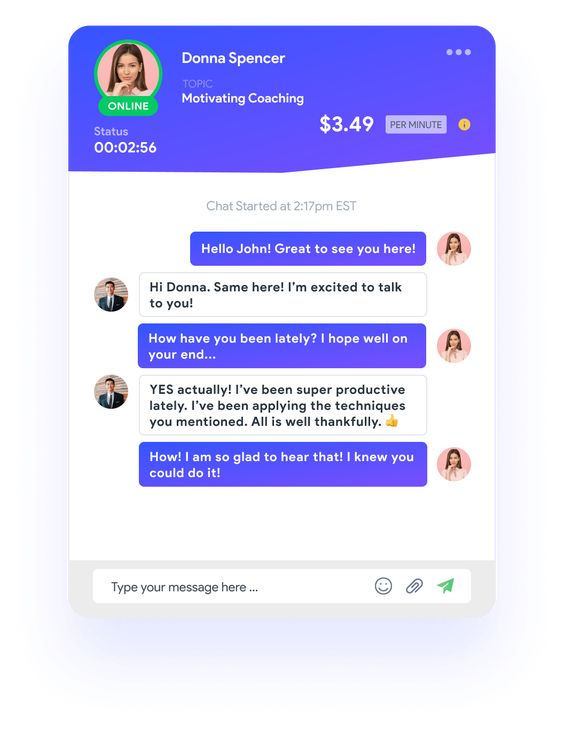 Donna Spencer
TOPIC
Motivating Coaching
ONLINE
$3.49 PER MINUTE
Status
00:02:56
Chat Started at 2:17pm EST
Hello John! Great to see you here!
Hi Donna. Same here! I'm excited to talk
to you!
How have you been lately? I hope well on
your end...
YES actually! I've been super productive
lately. I've been applying the techniques
you mentioned. All is well thankfully. 👍
How! I am so glad to hear that! I knew you
could do it!
Type your message here ...